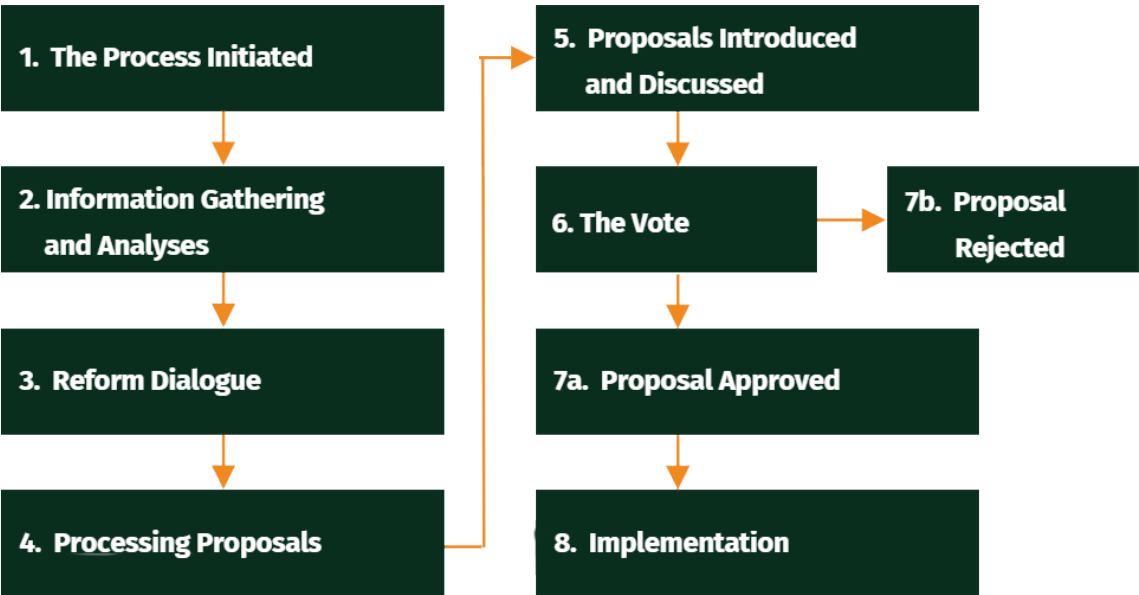 1. The Process Initiated
2. Information Gathering
and Analyses
3. Reform Dialogue
4. Processing Proposals
5. Proposals Introduced
and Discussed
6. The Vote
7b. Proposal
Rejected
7a. Proposal Approved
8. Implementation